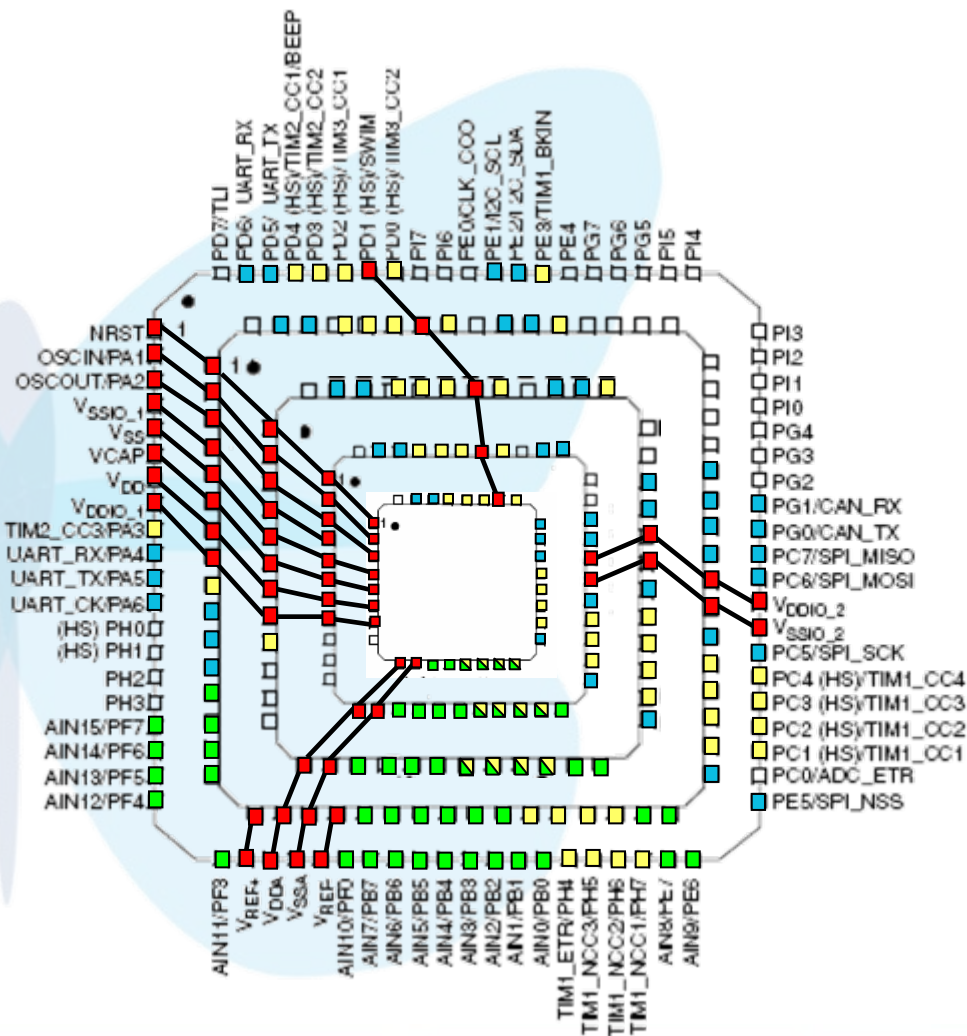 PD7/TLI
PD6/ UART_RX
PD5/ UART_TX
PD4 (HS)/TIM2_CC1/BEEP
PD3 (HS)/TIM2_CC2
PD2 (HS)/TIM3_CC1
PD1 (HS)/SWIM
PD0 (HS)/TIM3_CC2
PI7
PI6
PE0/CLK_CCO
PE1/I2C_SCL
PE2/I2C_SDA
PE3/TIM1_BKIN
PE4
PG7
PG6
PG5
PI5
PI4
NRST
OSCIN/PA1
OSCOUT/PA2
VSSIO_1
VSS
VCAP
VDD
VDDIO_1
TIM2_CC3/PA3
UART_RX/PA4
UART_TX/PA5
UART_CK/PA6
(HS) PH0
(HS) PH1
PH2
PH3
AIN15/PF7
AIN14/PF6
AIN13/PF5
AIN12/PF4
1
1
1
1
PI3
PI2
PI1
PI0
PG4
PG3
PG2
PG1/CAN_RX
PG0/CAN_TX
PC7/SPI_MISO
PC6/SPI_MOSI
VDDIO_2
VSSIO_2
PC5/SPI_SCK
PC4 (HS)/TIM1_CC4
PC3 (HS)/TIM1_CC3
PC2 (HS)/TIM1_CC2
PC1 (HS)/TIM1_CC1
PC0/ADC_ETR
PE5/SPI_NSS
AIN11/PF3
VREF+
VDDA
VSSA
VREF-
AIN10/PF0
AIN7/PB7
AIN6/PB6
AIN5/PB5
AIN4/PB4
AIN3/PB3
AIN2/PB2
AIN1/PB1
AIN0/PB0
TIM1_ETR/PH4
TIM1_NCC3/PH5
TIM1_NCC2/PH6
TIM1_NCC1/PH7
AIN8/PE7
AIN9/PE6